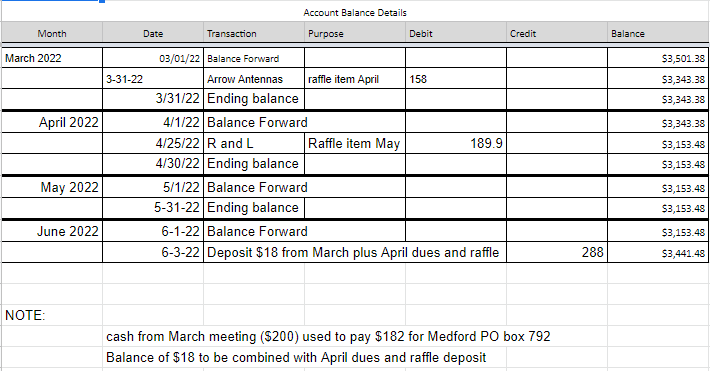 Account Balance Details
Month Date Transaction Purpose Debit Credit Balance
March 2022 03/01/22 Balance Forward $3,501.38
3-31-22 Arrow Antennas raffle item April 158 $3,343.38
3/31/22 Ending balance $3,343.38
April 2022 4/1/22 Balance Forward $3,343.38
4/25/22 R and L Raffle item May 189.9 $3,153.48
4/30/22 Ending balance $3,153.48
May 2022 5/1/22 Balance Forward $3,153.48
5-31-22 Ending balance $3,153.48
June 2022 6-1-22 Balance Forward $3,153.48
6-3-22 Deposit $18 from March plus April dues and raffle 288 $3,441.48
NOTE:
cash from March meeting ($200) used to pay $182 for Medford PO box 792
Balance of $18 to be combined with April dues and raffle deposit